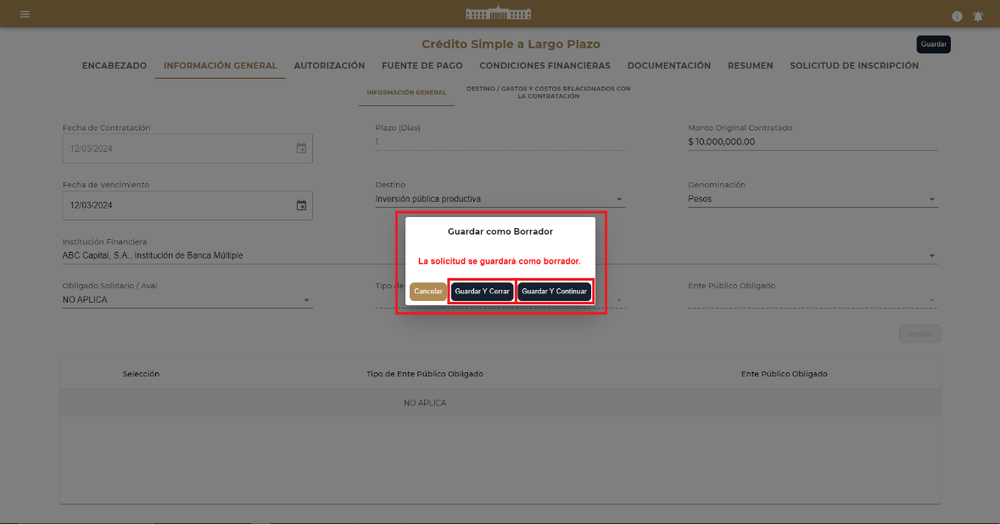 Crédito Simple a Largo Plazo
Guardar
ENCABEZADO INFORMACIÓN GENERAL AUTORIZACIÓN FUENTE DE PAGO CONDICIONES FINANCIERAS DOCUMENTACIÓN RESUMEN SOLICITUD DE INSCRIPCIÓN
INFORMACIÓN GENERAL
DESTINO / GASTOS Y COSTOS RELACIONADOS CON
LA CONTRATACIÓN
Fecha de Contratación
12/03/2024
Plazo (Días)
1
Monto Original Contratado
$ 10,000,000.00
Fecha de Vencimiento
12/03/2024
Destino
Inversión pública productiva
Denominación
Pesos
Institución Financiera
ABC Capital, S.A., Institución de Banca Múltiple
Obligado Solidario / Aval
NO APLICA
Tipo de
Ente Público Obligado
Guardar como Borrador
La solicitud se guardará como borrador.
Cancelar Guardar Y Cerrar Guardar Y Continuar
Agregar
Selección Tipo de Ente Público Obligado Ente Público Obligado
NO APLICA